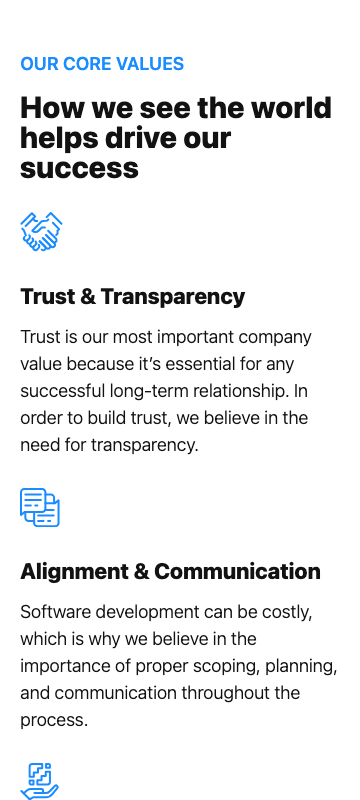 OUR CORE VALUES
How we see the world
helps drive our
success
Trust & Transparency
Trust is our most important company
value because it’s essential for any
successful long-term relationship. In
order to build trust, we believe in the
need for transparency.
Alignment & Communication
Software development can be costly,
which is why we believe in the
importance of proper scoping, planning,
and communication throughout the
process.